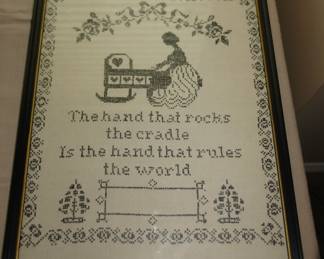 The hand that rocks
the cradle
Is the hand that rules
the world